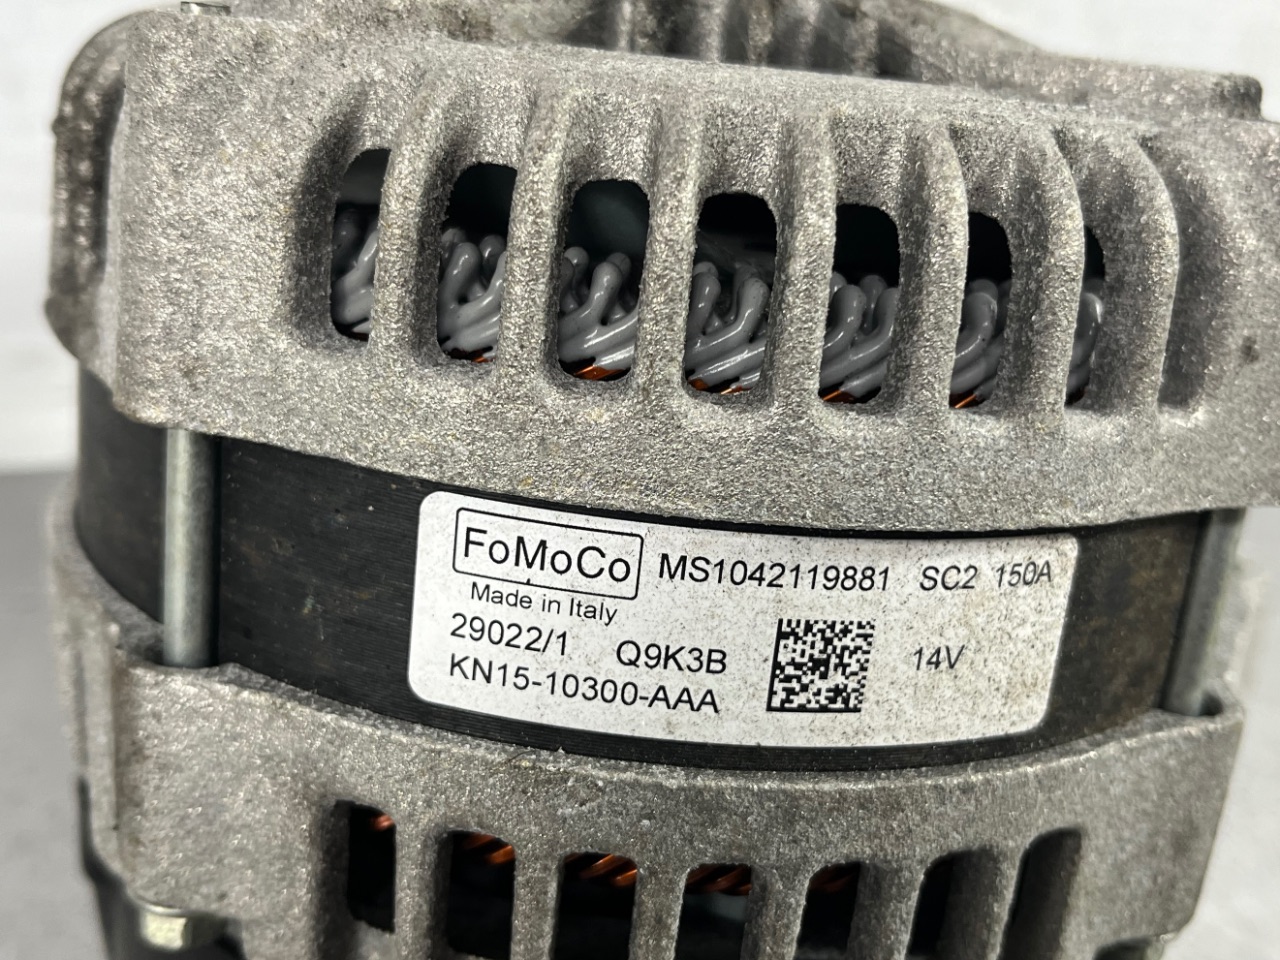 FoMoCo MS1042119881 SC2 150A
Made in Italy
29022/1 Q9K3B 14V
KN15-10300-AAA